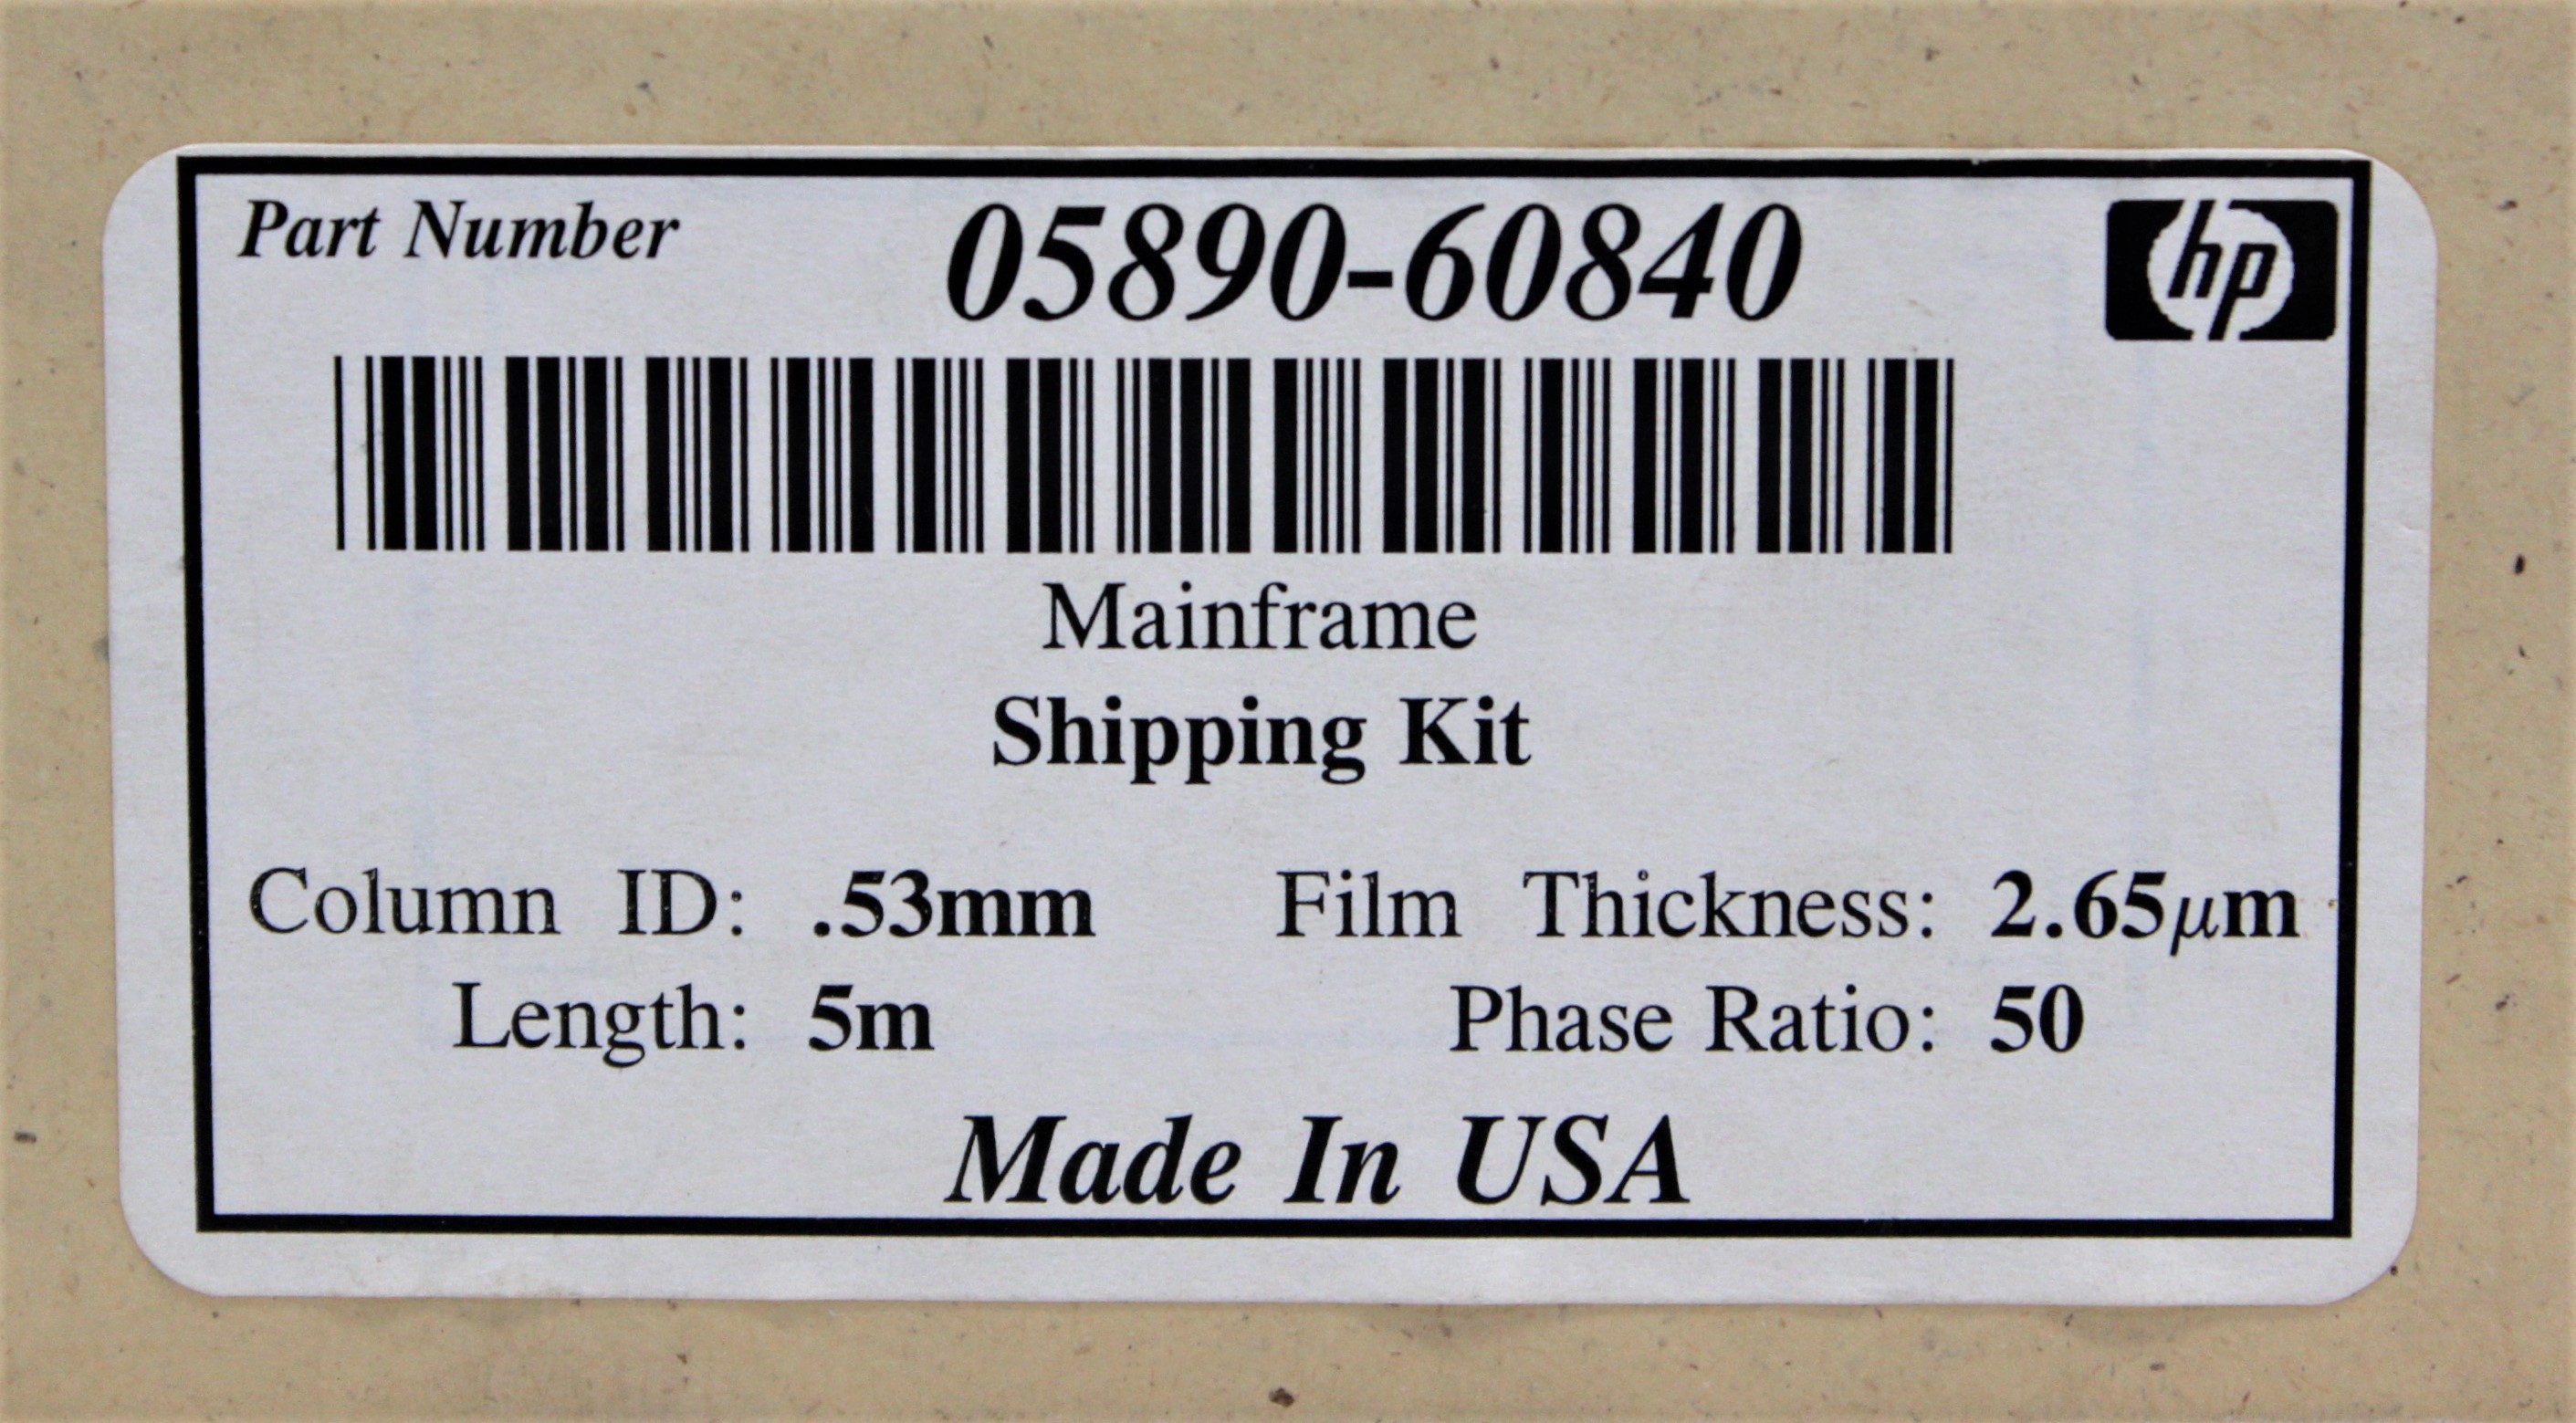 Part Number 05890-60840 hp
Mainframe
Shipping Kit
Column ID: .53mm Film Thickness: 2.65μm
Length: 5m Phase Ratio: 50
Made In USA